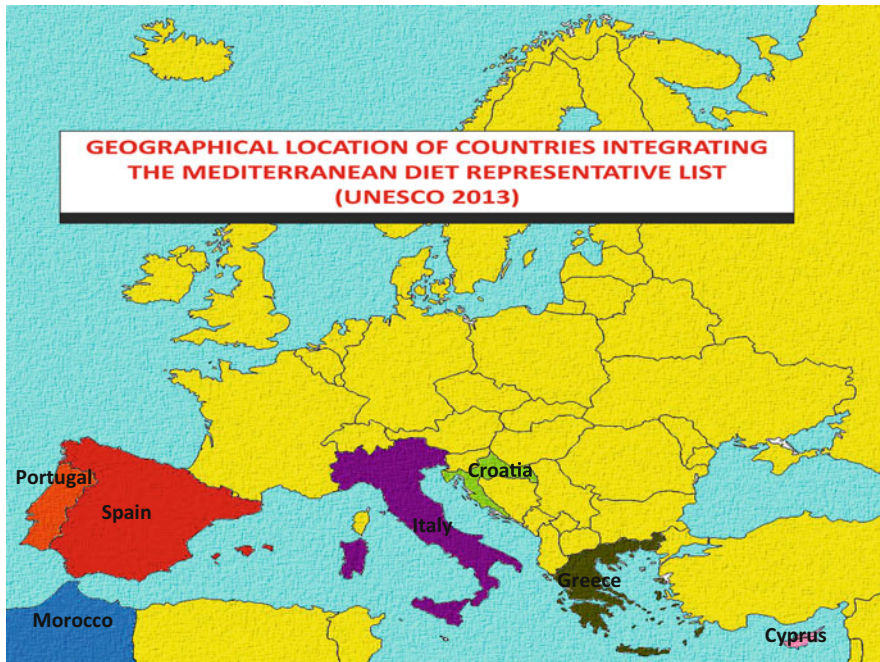 GEOGRAPHICAL LOCATION OF COUNTRIES INTEGRATING
THE MEDITERRANEAN DIET REPRESENTATIVE LIST
(UNESCO 2013)
Croatia
Portugal
Spain
Italy
Greece
Morocco
Cyprus